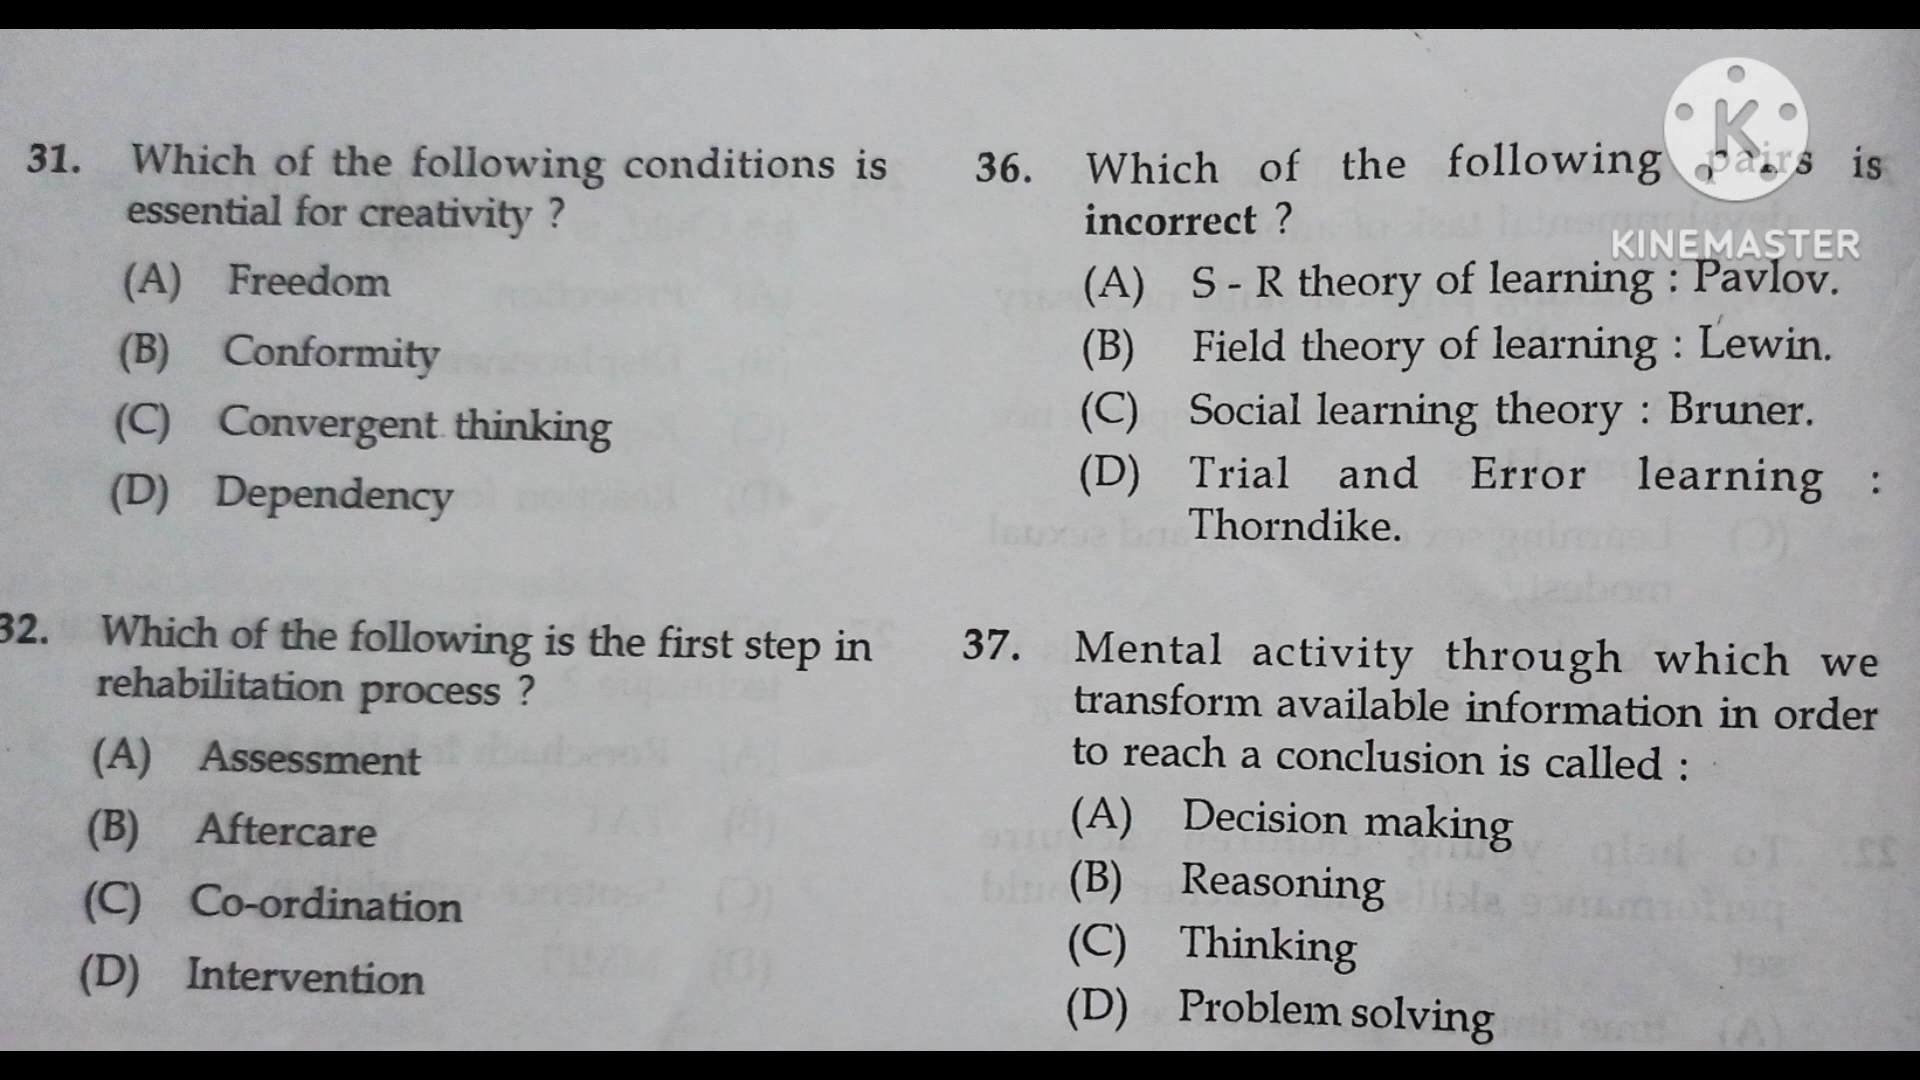 31. Which of the following conditions is
essential for creativity ?
(A) Freedom
(B) Conformity
(C) Convergent thinking
(D) Dependency
32. Which of the following is the first step in
rehabilitation process ?
(A) Assessment
(B) Aftercare
(C) Co-ordination
(D) Intervention
36. Which of the following pairs is
incorrect ?
(A) S - R theory of learning : Pavlov.
(B) Field theory of learning : Lewin.
(C) Social learning theory : Bruner.
(D) Trial and Error learning :
Thorndike.
37. Mental activity through which we
transform available information in order
to reach a conclusion is called :
(A) Decision making
(B) Reasoning
(C) Thinking
(D) Problem solving
K
KINEMASTER